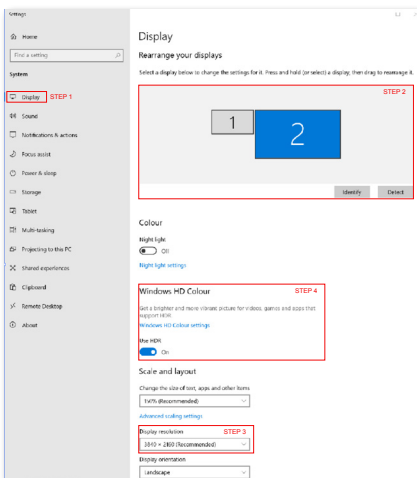 Settings
Home
Find a setting
System
Display
STEP 1
Sound
Notifications & actions
Focus assist
Power & sleep
Storage
Tablet
Multi-tasking
Projecting to this PC
Shared experiences
Clipboard
Remote Desktop
About
Display
Rearrange your displays
Select a display below to change the settings for it. Press and hold (or select) a display, then drag to rearrange it.
STEP 2
1
2
Identify
Detect
Colour
Night light
Off
Night light settings
Windows HD Colour
STEP 4
Get a brighter and more vibrant picture for videos, games and apps that
support HDR.
Windows HD Colour settings
Use HDR
On
Scale and layout
Change the size of text, apps and other items
150% (Recommended)
Advanced scaling settings
Display resolution
STEP 3
3840 × 2160 (Recommended)
Display orientation
Landscape